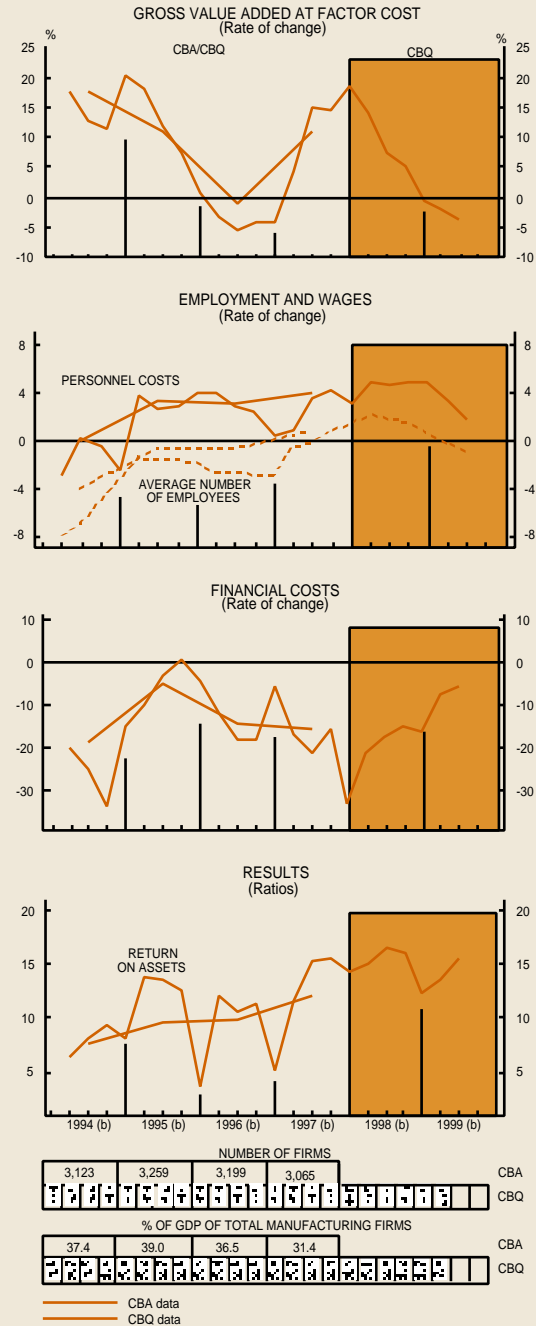 GROSS VALUE ADDED AT FACTOR COST
(Rate of change)
% CBA/CBQ CBQ %
25 25
20 20
15 15
10 10
5 5
0 0
-5 -5
-10 -10
EMPLOYMENT AND WAGES
(Rate of change)
8 8
PERSONNEL COSTS
4 4
0 0
AVERAGE NUMBER
OF EMPLOYEES
-4 -4
-8 -8
FINANCIAL COSTS
(Rate of change)
10 10
0 0
-10 -10
-20 -20
-30 -30
RESULTS
(Ratios)
20 20
RETURN
ON ASSETS
15 15
10 10
5 5
1994 (b) 1995 (b) 1996 (b) 1997 (b) 1998 (b) 1999 (b)
NUMBER OF FIRMS
3,123 3,259 3,199 3,065 CBA
CBQ
% OF GDP OF TOTAL MANUFACTURING FIRMS
37.4 39.0 36.5 31.4 CBA
CBQ
CBA data
CBQ data